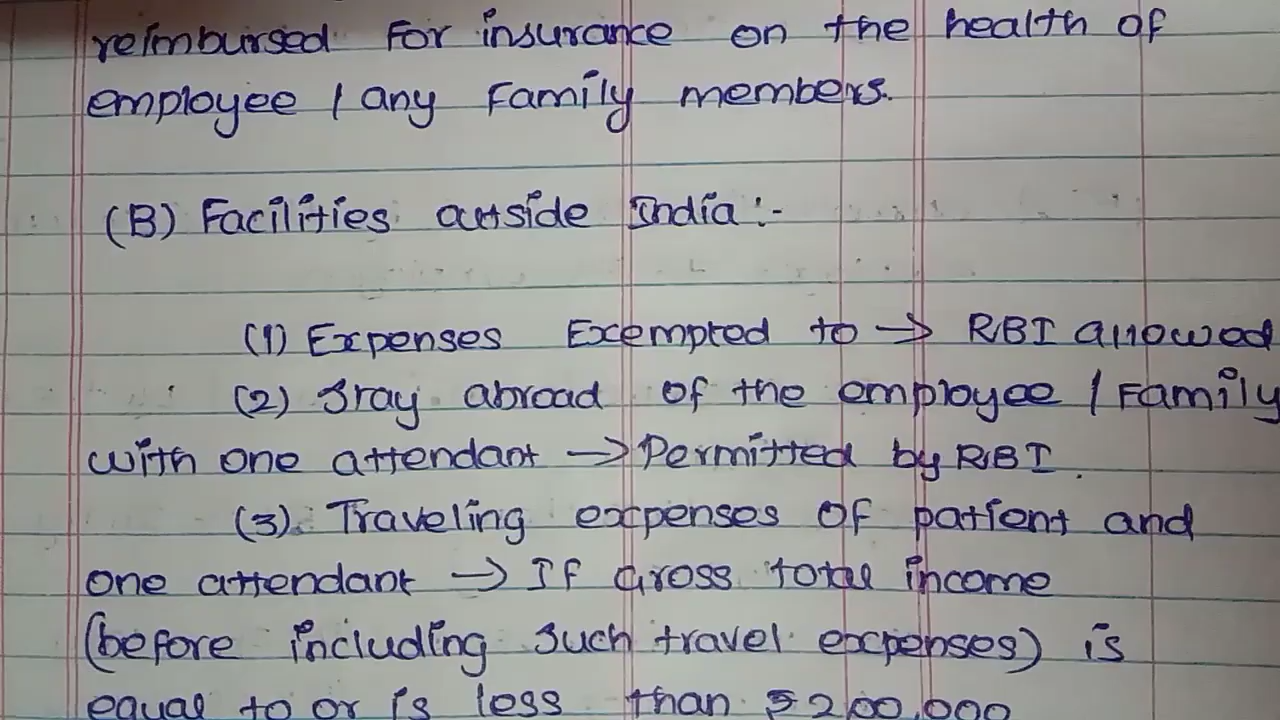 reimbursed for insurance on the health of
employee / any family members.
(B) Facilities outside India :-
(1) Expenses Exempted to → RBI allowed
(2) Stay abroad of the employee / Family
with one attendant → Permitted by RBI.
(3). Traveling expenses of patient and
one attendant → If Gross total income
(before including such travel expenses) is
equal to or is less than ₹ 200,000